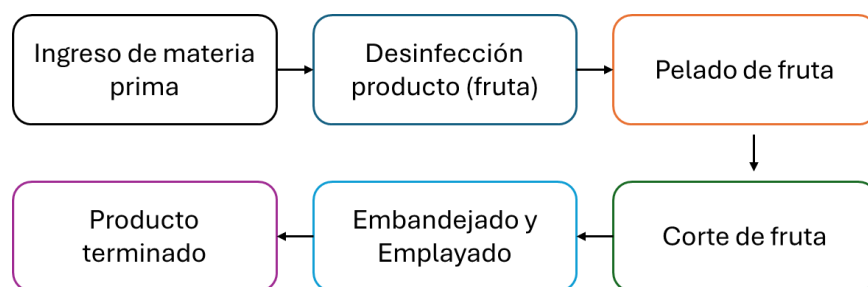 Ingreso de materia
prima
Desinfección
producto (fruta)
Pelado de fruta
Corte de fruta
Embandejado y
Emplayado
Producto
terminado